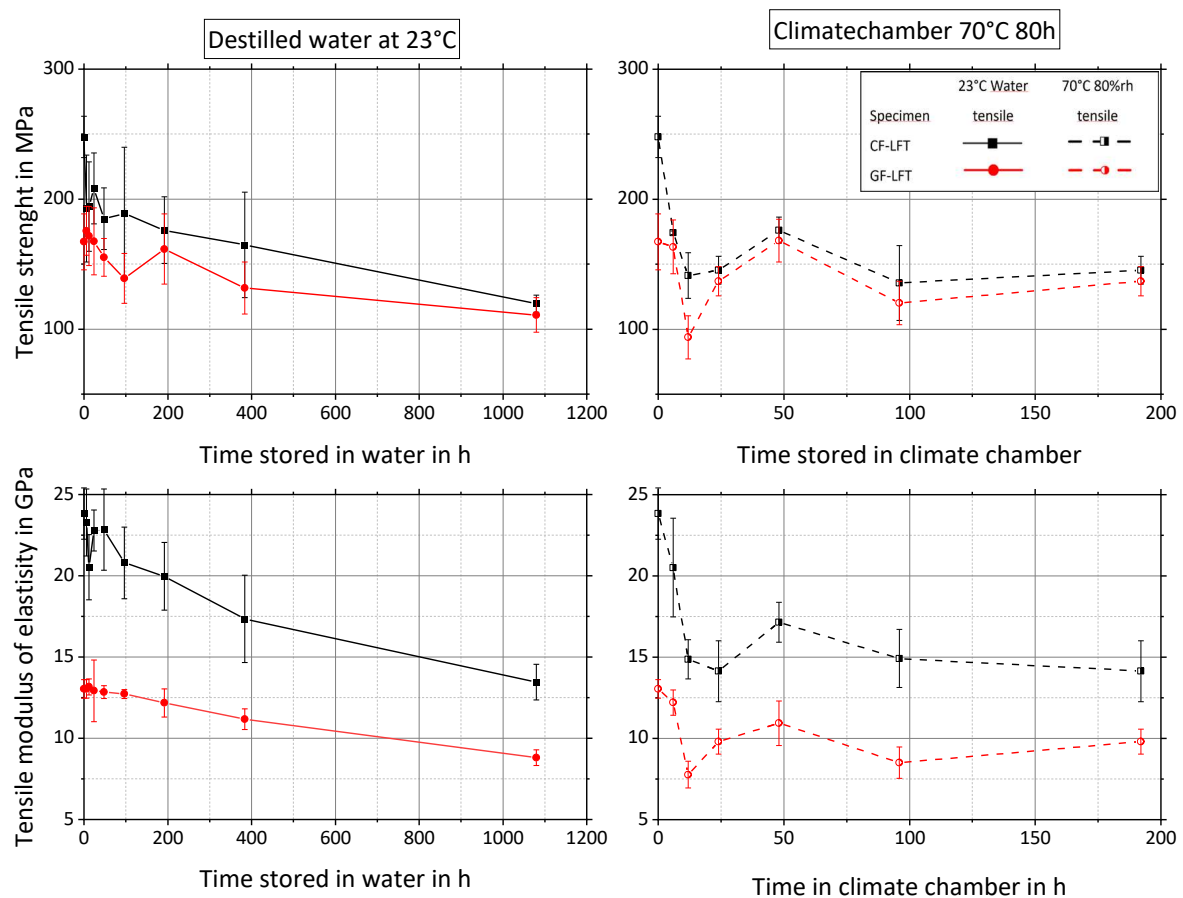 Destilled water at 23°C
Climatechamber 70°C 80h
Tensile strenght in MPa
300
200
100
0 200 400 600 800 1000 1200
Time stored in water in h
300
200
100
23°C Water 70°C 80%rh
Specimen tensile tensile
CF-LFT
GF-LFT
0 50 100 150 200
Time stored in climate chamber
Tensile modulus of elastisity in GPa
25
20
15
10
5
0 200 400 600 800 1000 1200
Time stored in water in h
25
20
15
10
5
0 50 100 150 200
Time in climate chamber in h